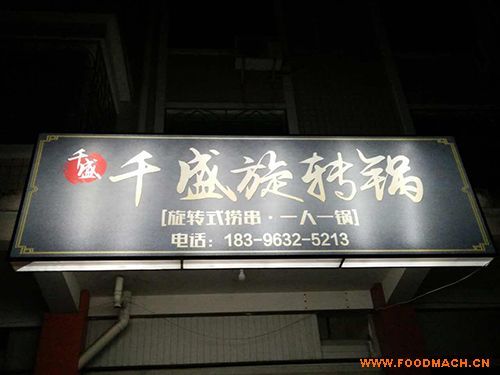 千盛
千盛旋转锅
[旋转式捞串·一人一锅]
电话: 183-9632-5213
WWW.FOODMACH.CN